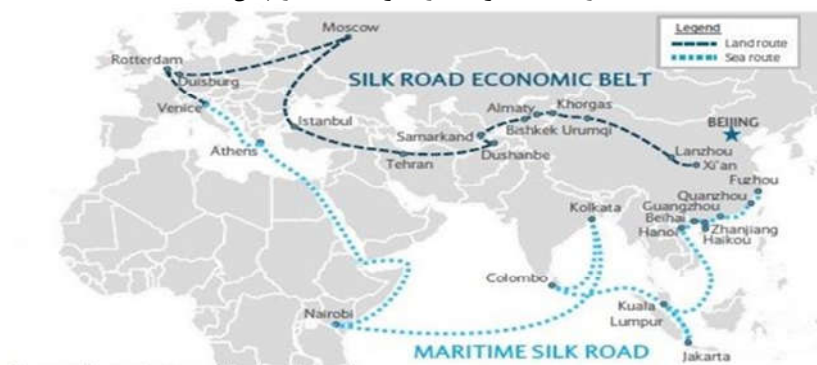 Legend
Land route
Sea route
Moscow
Rotterdam
Duisburg
SILK ROAD ECONOMIC BELT
Venice
Istanbul
Almaty
Khorgas
Samarkand
Bishkek
Urumqi
BEIJING
Athens
Tehran
Dushanbe
Lanzhou
Xi'an
Fuzhou
Quanzhou
Guangzhou
Kolkata
Beihai
Hanoi
Zhanjiang
Haikou
Colombo
Nairobi
Kuala
Lumpur
MARITIME SILK ROAD
Jakarta